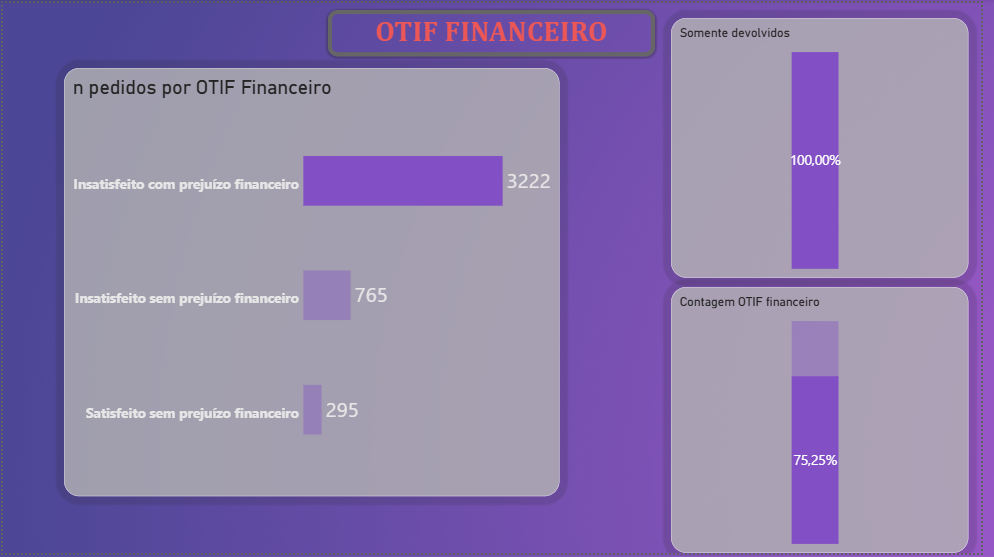 OTIF FINANCEIRO
n pedidos por OTIF Financeiro
Insatisfeito com prejuízo financeiro 3222
Insatisfeito sem prejuízo financeiro 765
Satisfeito sem prejuízo financeiro 295
Somente devolvidos
100,00%
Contagem OTIF financeiro
75,25%